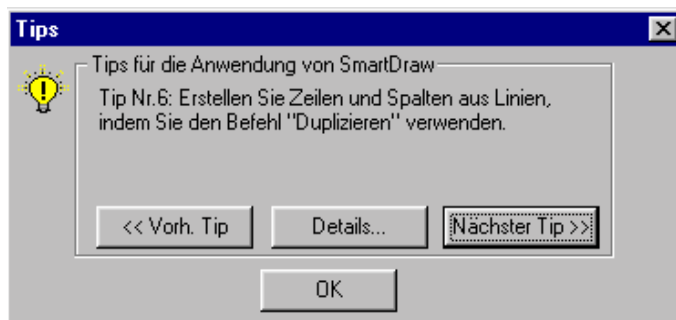 Tips
Tips für die Anwendung von SmartDraw
Tip Nr.6: Erstellen Sie Zeilen und Spalten aus Linien,
indem Sie den Befehl "Duplizieren" verwenden.
<< Vorh. Tip
Details...
Nächster Tip >>
OK